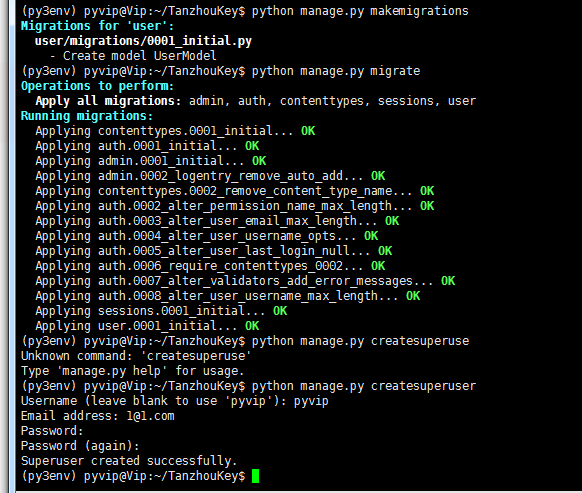 (py3env) pyvip@Vip:~/TanzhouKey$ python manage.py makemigrations
Migrations for 'user':
  user/migrations/0001_initial.py
    - Create model UserModel
(py3env) pyvip@Vip:~/TanzhouKey$ python manage.py migrate
Operations to perform:
  Apply all migrations: admin, auth, contenttypes, sessions, user
Running migrations:
  Applying contenttypes.0001_initial... OK
  Applying auth.0001_initial... OK
  Applying admin.0001_initial... OK
  Applying admin.0002_logentry_remove_auto_add... OK
  Applying contenttypes.0002_remove_content_type_name... OK
  Applying auth.0002_alter_permission_name_max_length... OK
  Applying auth.0003_alter_user_email_max_length... OK
  Applying auth.0004_alter_user_username_opts... OK
  Applying auth.0005_alter_user_last_login_null... OK
  Applying auth.0006_require_contenttypes_0002... OK
  Applying auth.0007_alter_validators_add_error_messages... OK
  Applying auth.0008_alter_user_username_max_length... OK
  Applying sessions.0001_initial... OK
  Applying user.0001_initial... OK
(py3env) pyvip@Vip:~/TanzhouKey$ python manage.py createsuperuse
Unknown command: 'createsuperuse'
Type 'manage.py help' for usage.
(py3env) pyvip@Vip:~/TanzhouKey$ python manage.py createsuperuser
Username (leave blank to use 'pyvip'): pyvip
Email address: 1@1.com
Password:
Password (again):
Superuser created successfully.
(py3env) pyvip@Vip:~/TanzhouKey$